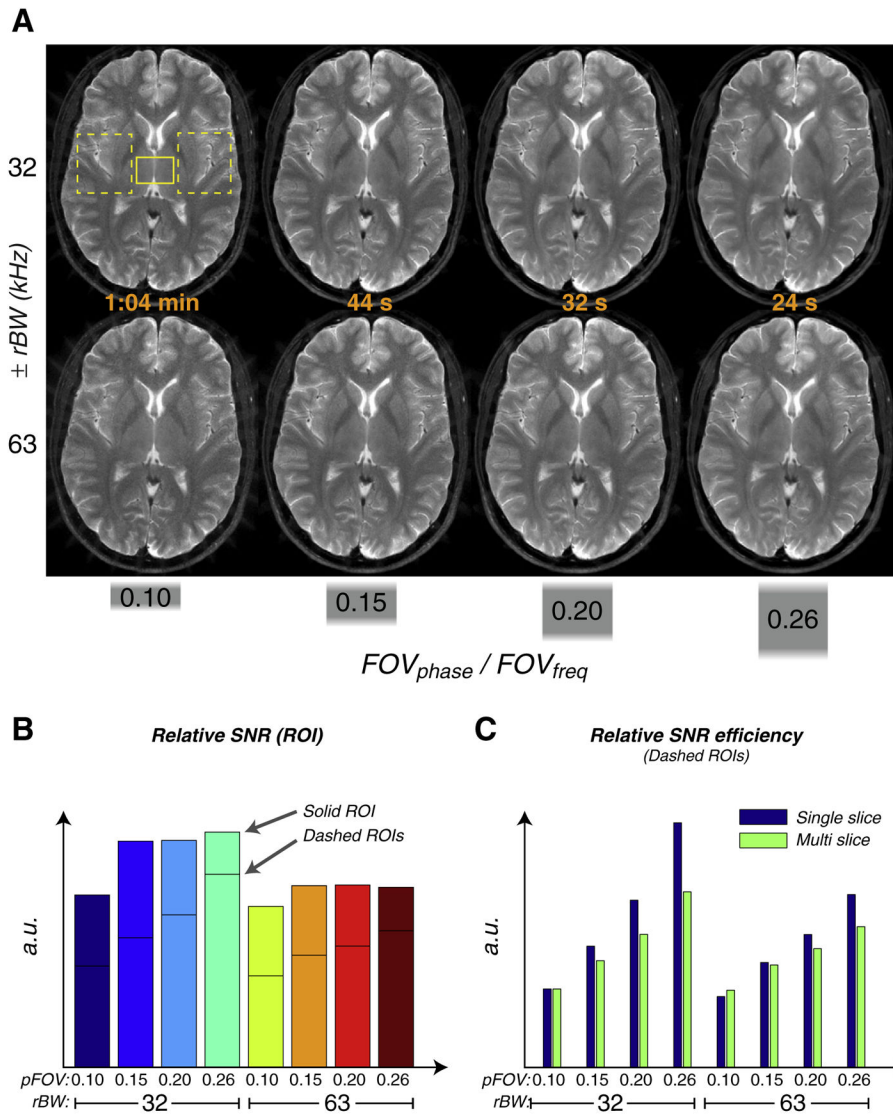 A
± rBW (kHz)
32
1:04 min 44 s 32 s 24 s
63
0.10 0.15 0.20 0.26
FOVphase / FOVfreq
B Relative SNR (ROI)
Solid ROI
Dashed ROIs
a.u.
pFOV: 0.10 0.15 0.20 0.26 0.10 0.15 0.20 0.26
rBW: 32 63
C Relative SNR efficiency
(Dashed ROIs)
Single slice
Multi slice
a.u.
pFOV: 0.10 0.15 0.20 0.26 0.10 0.15 0.20 0.26
rBW: 32 63